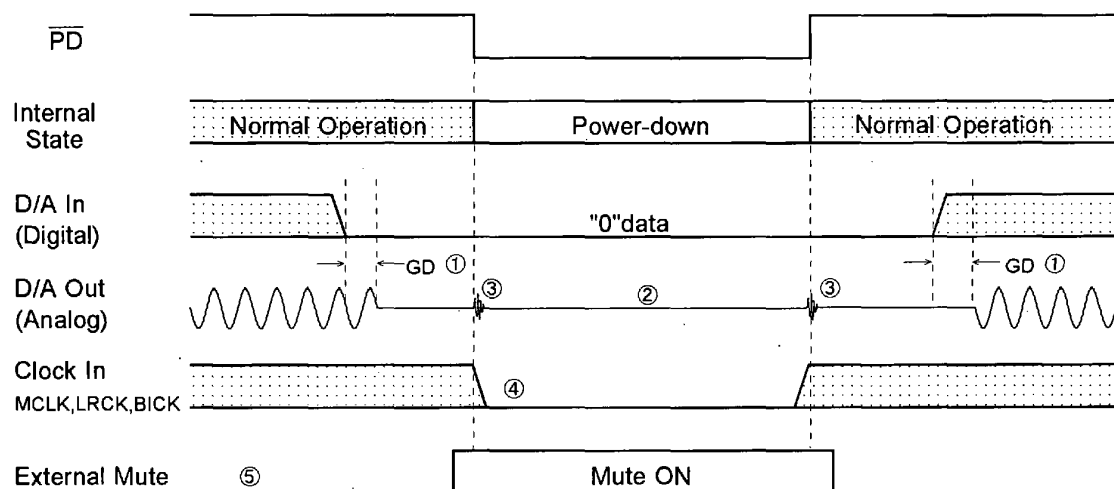 PD
Internal
State
Normal Operation
Power-down
Normal Operation
D/A In
(Digital)
"0"data
GD ①
GD ①
D/A Out
(Analog)
③
②
③
Clock In
MCLK,LRCK,BICK
④
External Mute
⑤
Mute ON